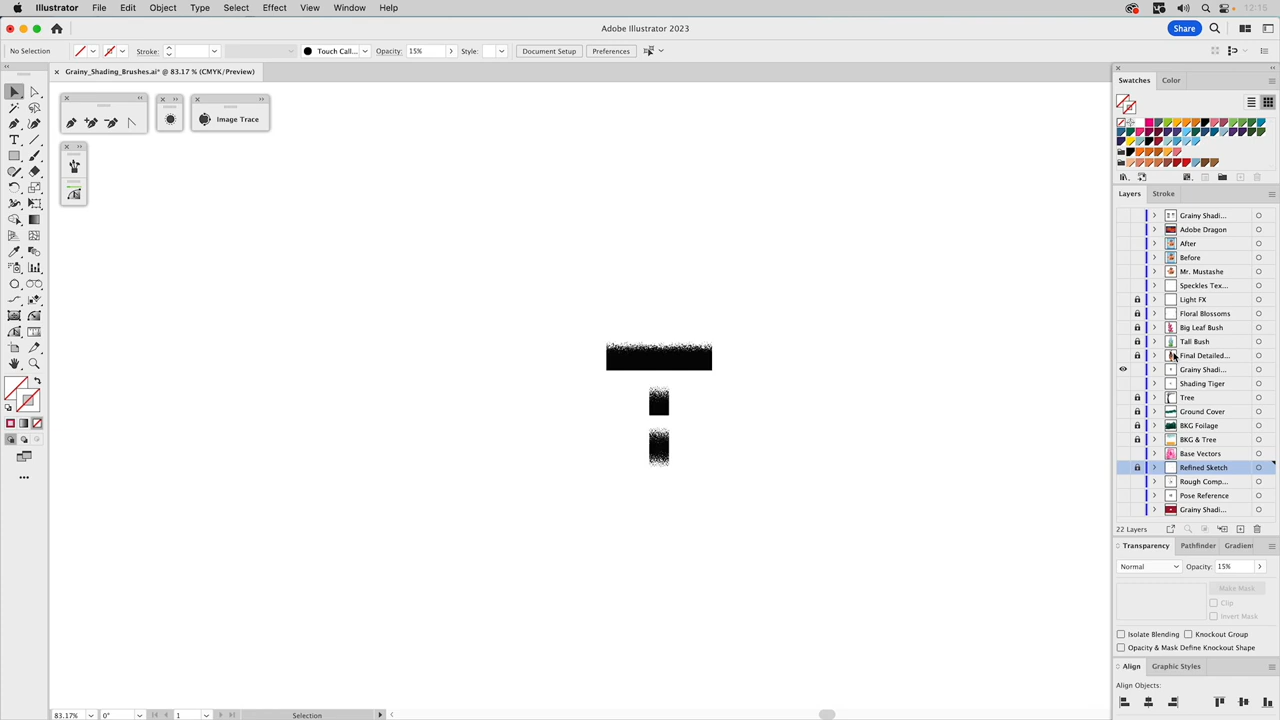 Illustrator File Edit Object Type Select Effect View Window Help 12:15
Adobe Illustrator 2023
Share
No Selection Stroke: Touch Call... Opacity: 15% Style: Document Setup Preferences
× Grainy_Shading_Brushes.ai* @ 83.17 % (CMYK/Preview)
Image Trace
Swatches Color
Layers Stroke
Grainy Shadi...
Adobe Dragon
After
Before
Mr. Mustashe
Speckles Tex...
Light FX
Floral Blossoms
Big Leaf Bush
Tall Bush
Final Detailed...
Grainy Shadi...
Shading Tiger
Tree
Ground Cover
BKG Foilage
BKG & Tree
Base Vectors
Refined Sketch
Rough Comp...
Pose Reference
Grainy Shadi...
22 Layers
Transparency Pathfinder Gradient
Normal Opacity: 15%
Make Mask
Clip
Invert Mask
Isolate Blending Knockout Group
Opacity & Mask Define Knockout Shape
Align Graphic Styles
Align Objects:
83.17% 0° 1 Selection